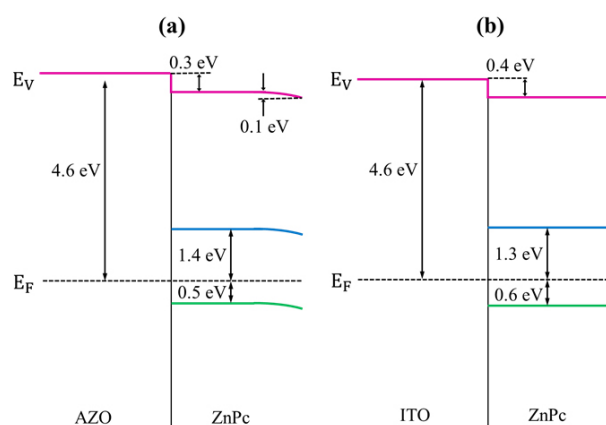 (a)
E_V
0.3 eV
0.1 eV
4.6 eV
1.4 eV
E_F
0.5 eV
AZO
ZnPc
(b)
E_V
0.4 eV
4.6 eV
1.3 eV
E_F
0.6 eV
ITO
ZnPc